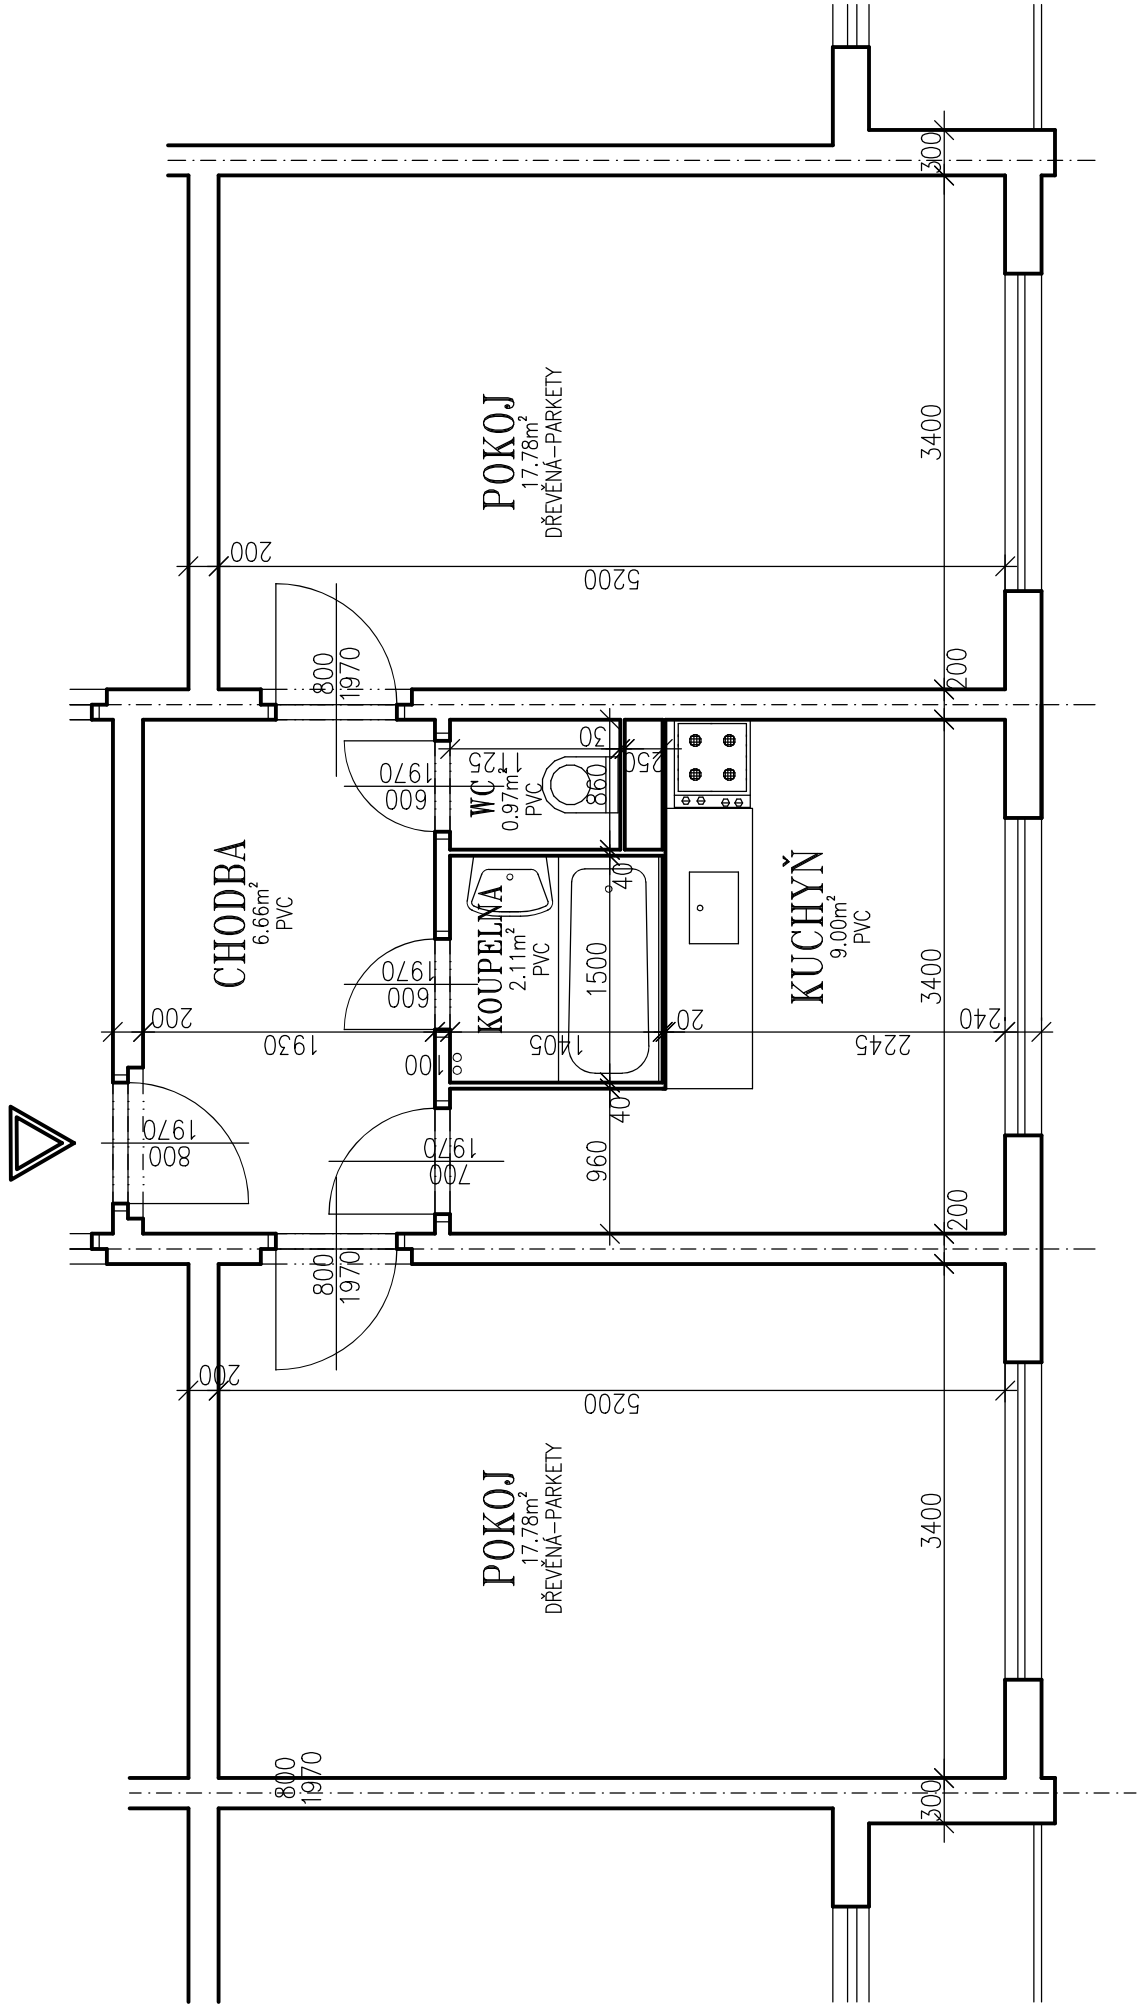 POKOJ
17.78m²
DŘEVĚNÁ-PARKETY
CHODBA
6.66m²
PVC
WC
0.97m²
PVC
KOUPELNA
2.11m²
PVC
KUCHYŇ
9.00m²
PVC
POKOJ
17.78m²
DŘEVĚNÁ-PARKETY
300
3400
200
3400
200
3400
300
200
5200
800
1970
1970
600
1970
600
1970
700
1970
800
800
1970
800
1970
200
5200
200
1930
100
1405
20
2245
240
1125
30
250
860
40
1500
40
960